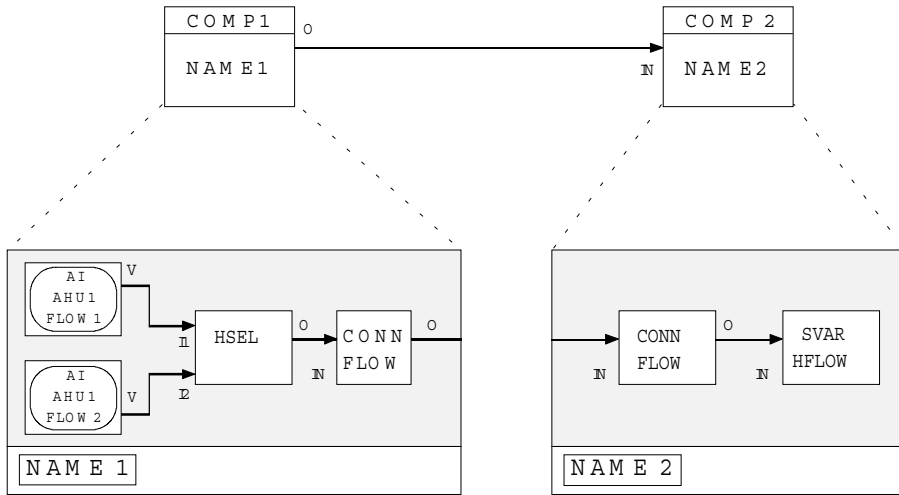 COMP1
O
COMP2
NAME1
IN
NAME2
AI
AHU1
FLOW1
V
I1
HSEL
O
IN
CONN
FLOW
O
AI
AHU1
FLOW2
V
I2
IN
CONN
FLOW
O
IN
SVAR
HFLOW
NAME1
NAME2